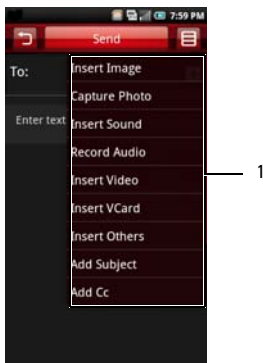 7:59 PM
Send
To:
Insert Image
Capture Photo
Enter text
Insert Sound
Record Audio
Insert Video
1
Insert VCard
Insert Others
Add Subject
Add Cc